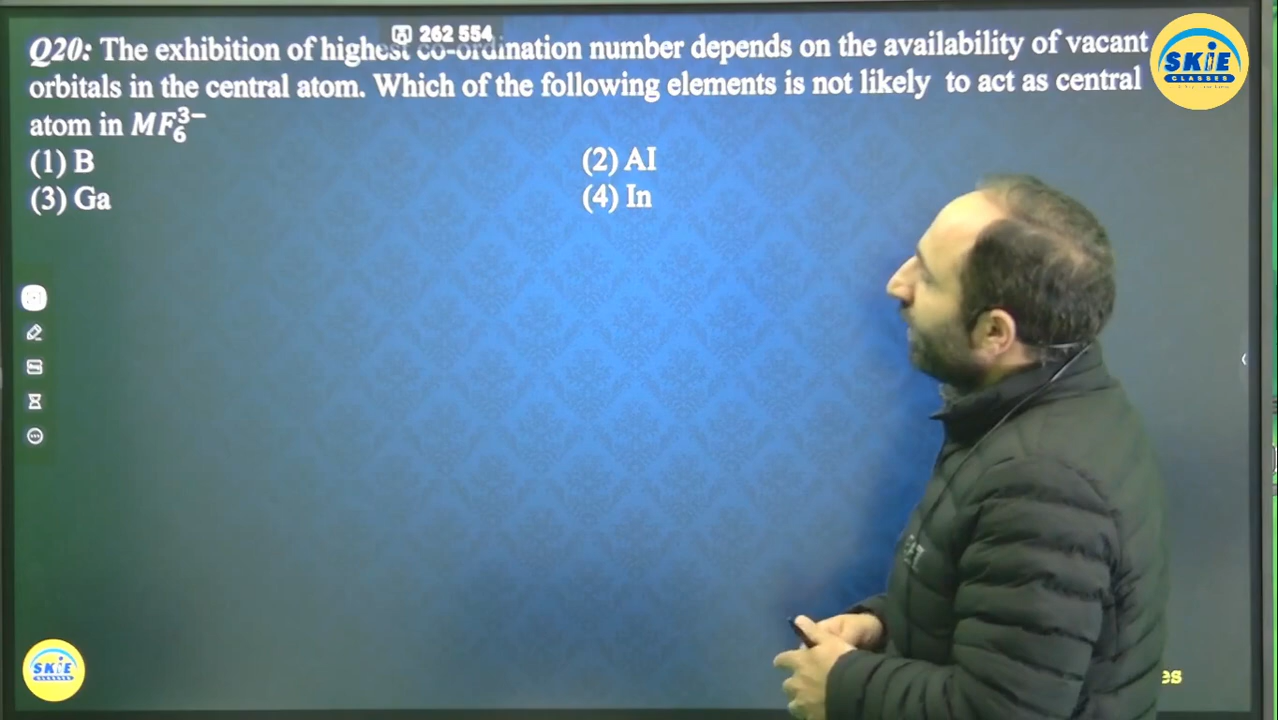 262 554
Q20: The exhibition of highest co-ordination number depends on the availability of vacant
orbitals in the central atom. Which of the following elements is not likely to act as central
atom in MF₆³⁻
(1) B
(2) AI
(3) Ga
(4) In
SKIE
CLASSES
SKIE
CLASSES
es